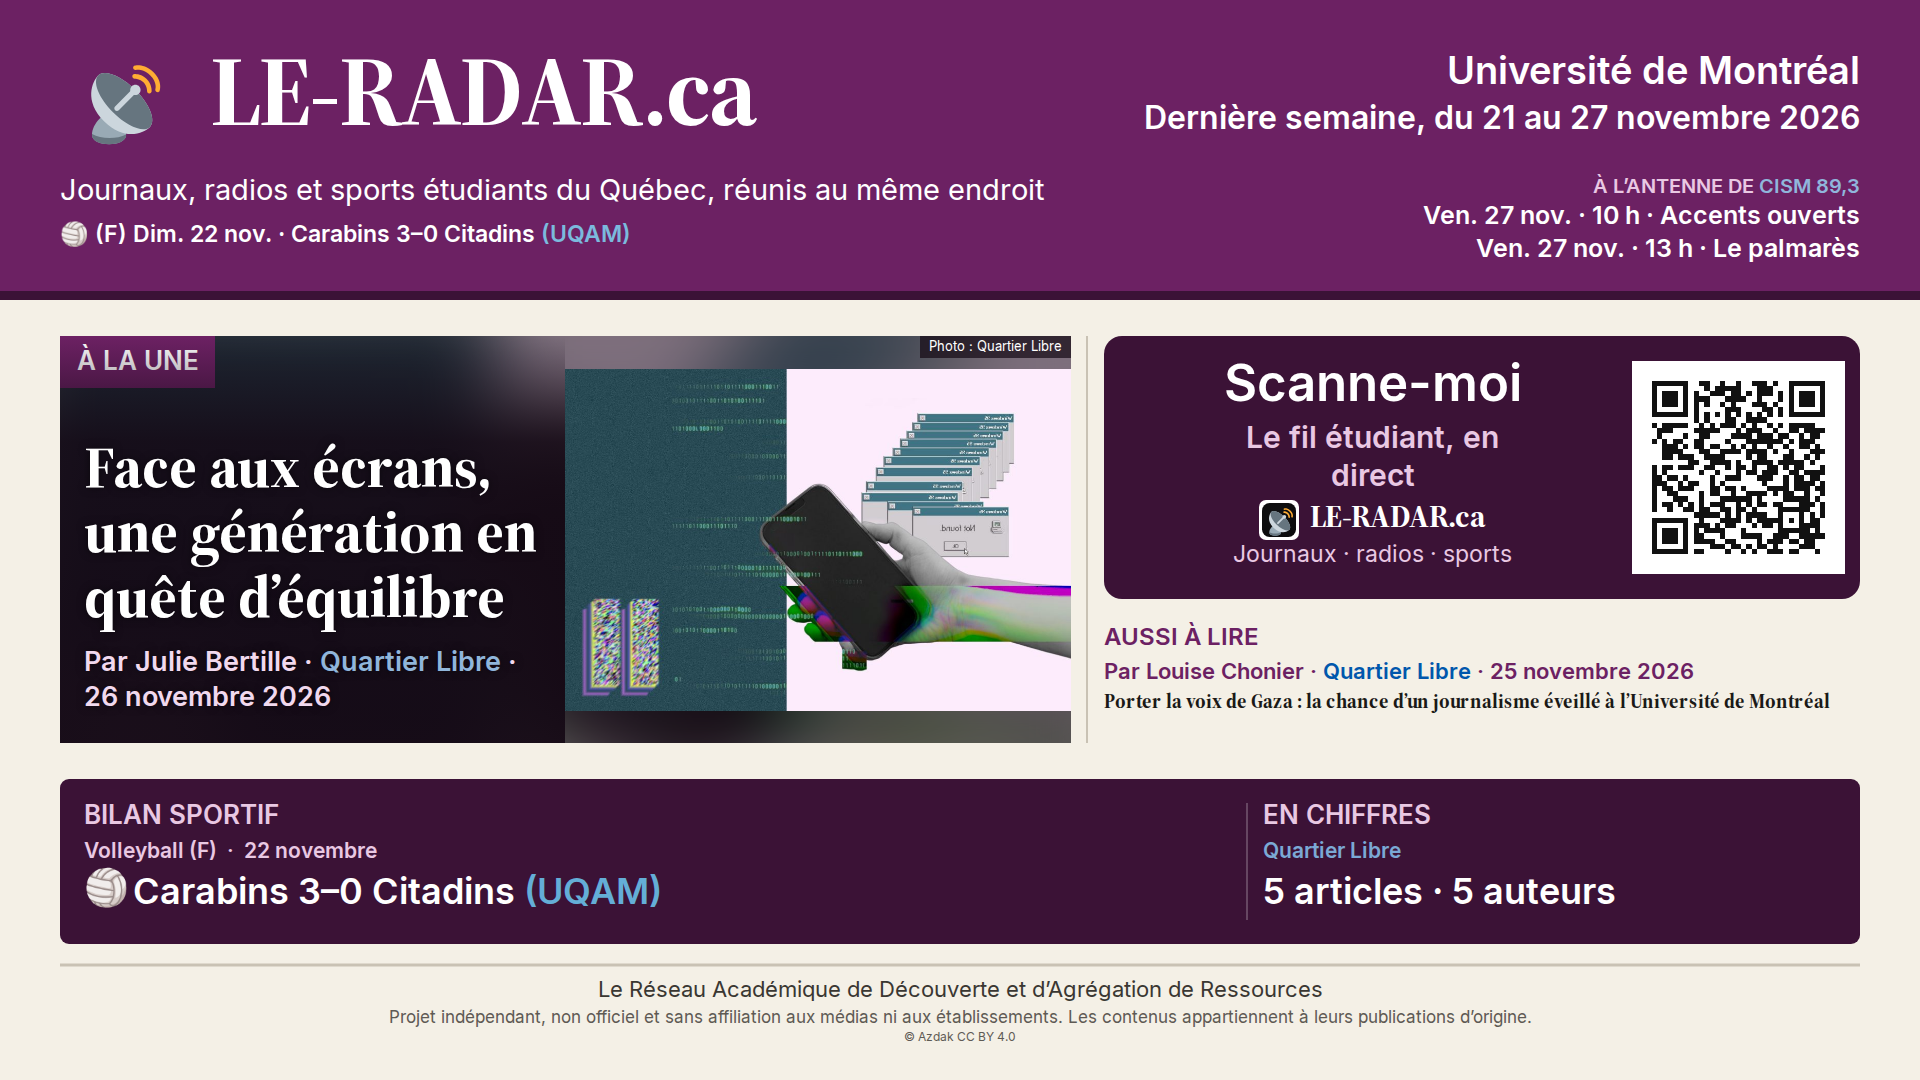 LE-RADAR.ca
Journaux, radios et sports étudiants du Québec, réunis au même endroit
(F) Dim. 22 nov. · Carabins 3–0 Citadins (UQAM)
Université de Montréal
Dernière semaine, du 21 au 27 novembre 2026
À L’ANTENNE DE CISM 89,3
Ven. 27 nov. · 10 h · Accents ouverts
Ven. 27 nov. · 13 h · Le palmarès
À LA UNE
Photo : Quartier Libre
Face aux écrans,
une génération en
quête d’équilibre
Par Julie Bertille · Quartier Libre ·
26 novembre 2026
Not found
OK
Scanne-moi
Le fil étudiant, en
direct
LE-RADAR.ca
Journaux · radios · sports
AUSSI À LIRE
Par Louise Chonier · Quartier Libre · 25 novembre 2026
Porter la voix de Gaza : la chance d’un journalisme éveillé à l’Université de Montréal
BILAN SPORTIF
Volleyball (F) · 22 novembre
Carabins 3–0 Citadins (UQAM)
EN CHIFFRES
Quartier Libre
5 articles · 5 auteurs
Le Réseau Académique de Découverte et d’Agrégation de Ressources
Projet indépendant, non officiel et sans affiliation aux médias ni aux établissements. Les contenus appartiennent à leurs publications d’origine.
© Azdak CC BY 4.0